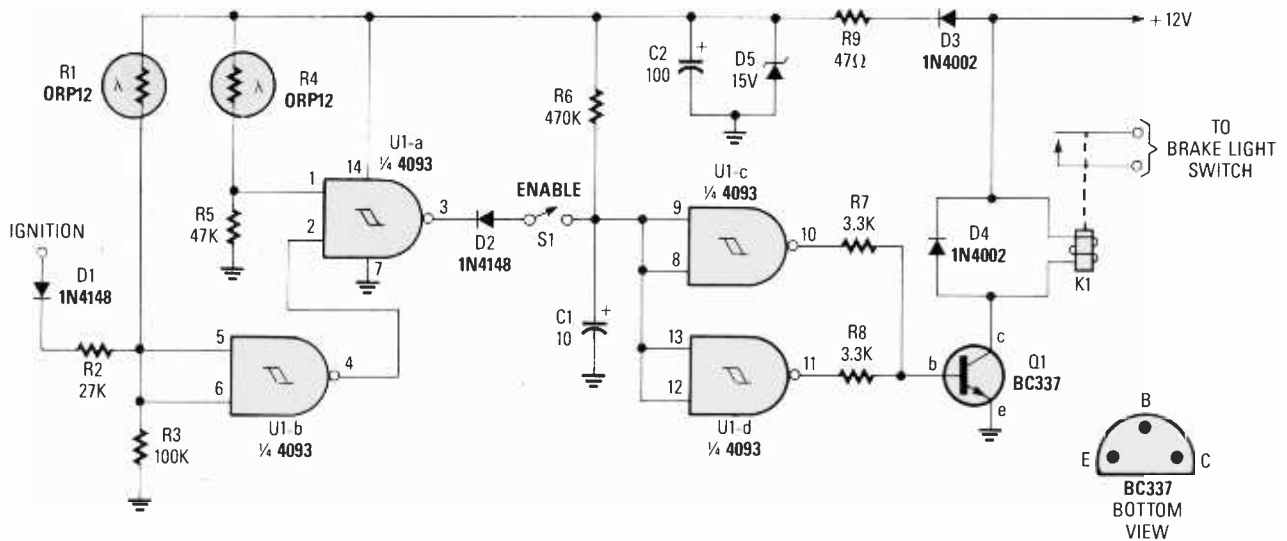 R1
ORP12
λ
λ
R4
ORP12
R5
47K
IGNITION
D1
1N4148
R2
27K
R3
100K
U1-a
¼ 4093
14
1
2
3
7
5
6
4
U1-b
¼ 4093
D2
1N4148
ENABLE
S1
R6
470K
C1
10
+
C2
100
+
D5
15V
R9
47Ω
D3
1N4002
+12V
U1-c
¼ 4093
9
8
10
R7
3.3K
13
12
11
R8
3.3K
U1-d
¼ 4093
D4
1N4002
K1
TO
BRAKE LIGHT
SWITCH
c
b
e
Q1
BC337
B
E
C
BC337
BOTTOM
VIEW